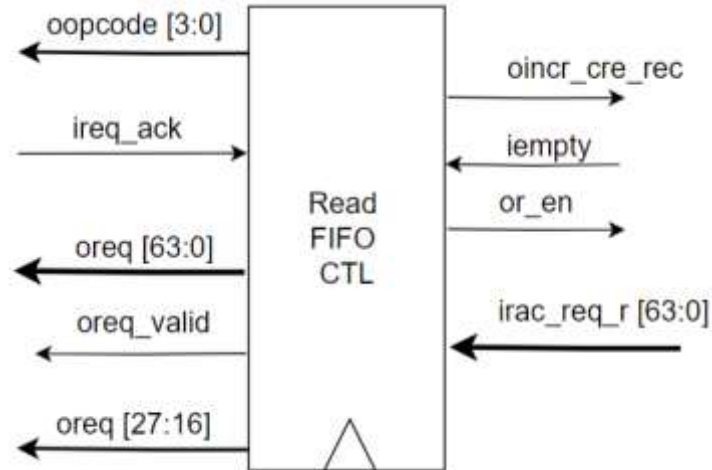 oopcode [3:0]
ireq_ack
oreq [63:0]
oreq_valid
oreq [27:16]
Read
FIFO
CTL
oincr_cre_rec
iempty
or_en
irac_req_r [63:0]